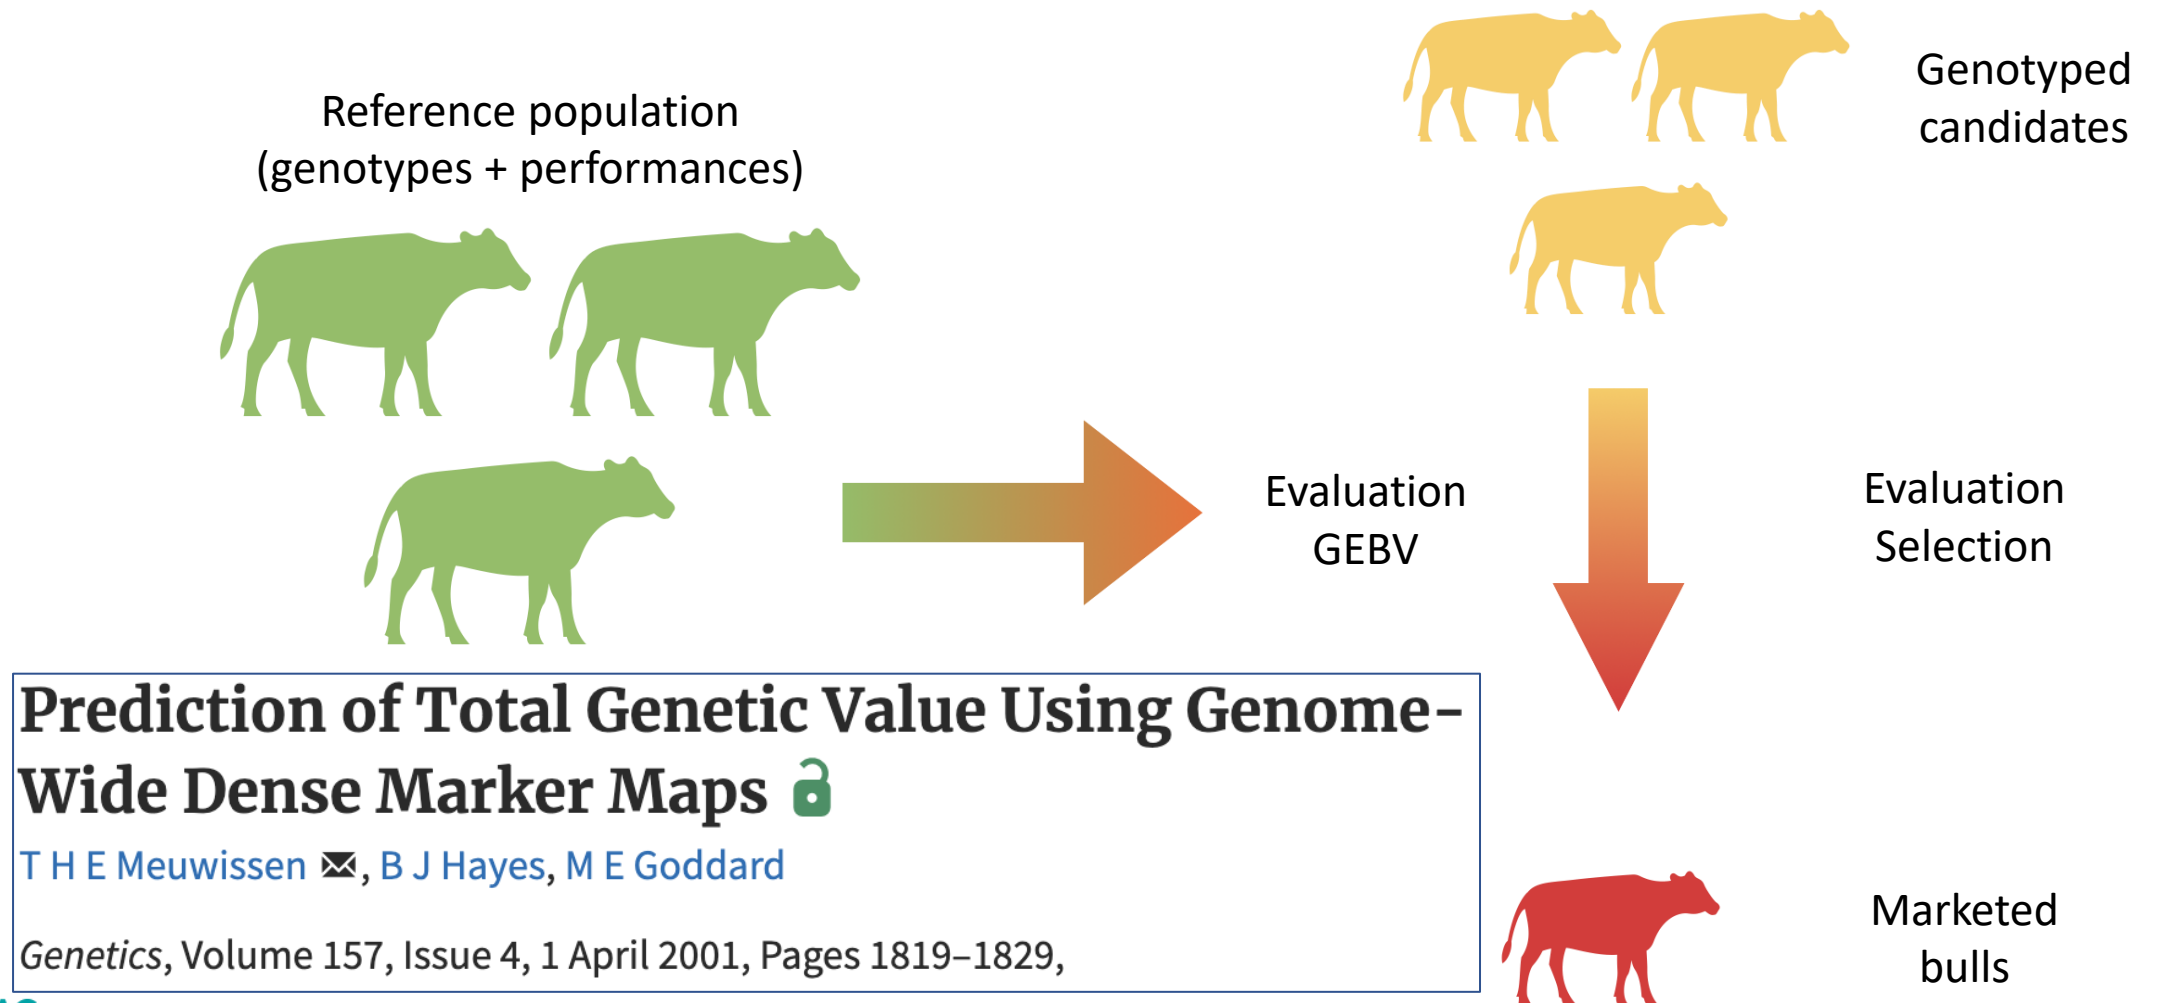 Reference population
(genotypes + performances)
Genotyped
candidates
Evaluation
GEBV
Evaluation
Selection
Prediction of Total Genetic Value Using Genome-
Wide Dense Marker Maps
T H E Meuwissen , B J Hayes, M E Goddard
Genetics, Volume 157, Issue 4, 1 April 2001, Pages 1819–1829,
Marketed
bulls